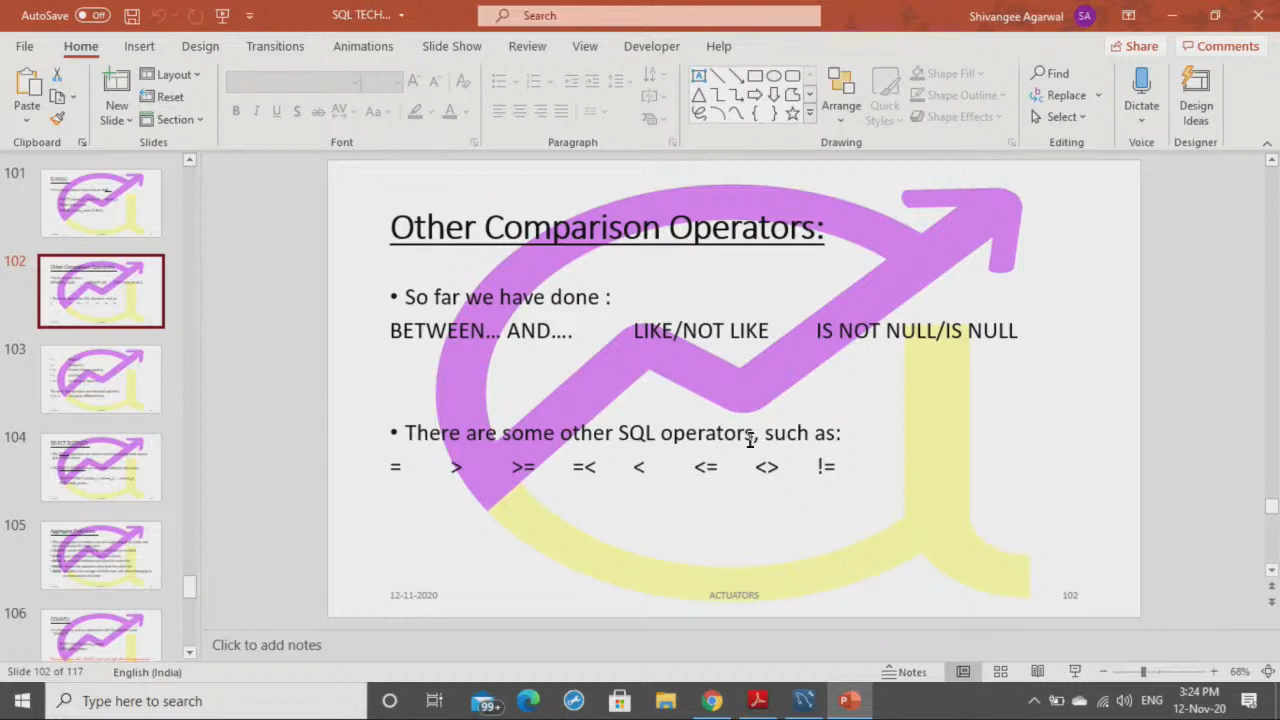 AutoSave Off SQL TECH... Search Shivangee Agarwal SA
File Home Insert Design Transitions Animations Slide Show Review View Developer Help Share Comments
Paste New Slide Layout Reset Section B I U S ab AV Aa A Arrange Quick Styles Shape Fill Shape Outline Shape Effects Find Replace Select Dictate Design Ideas
Clipboard Slides Font Paragraph Drawing Editing Voice Designer
101
102
103
104
105
106
Other Comparison Operators:
• So far we have done :
BETWEEN... AND.... LIKE/NOT LIKE IS NOT NULL/IS NULL
• There are some other SQL operators, such as:
= > >= =< < <= <> !=
12-11-2020 ACTUATORS 102
Click to add notes
Slide 102 of 117 English (India) Notes 68%
Type here to search 99+ ENG 3:24 PM
12-Nov-20